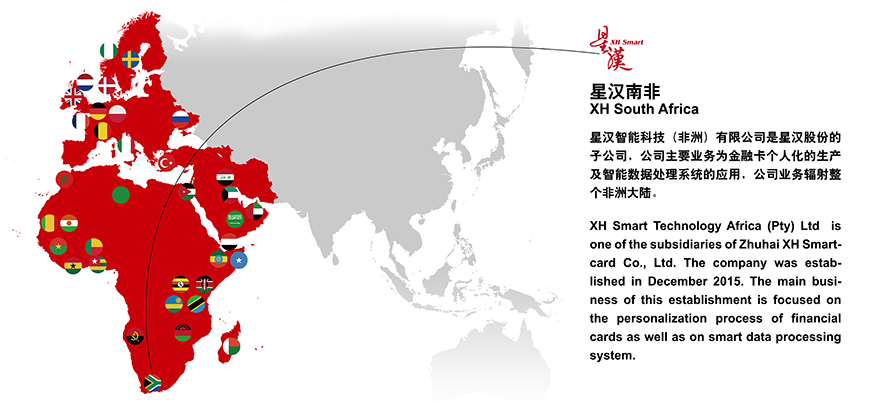 星漢 XH Smart
星汉南非
XH South Africa
星汉智能科技（非洲）有限公司是星汉股份的
子公司．公司主要业务为金融卡个人化的生产
及智能数据处理系统的应用．公司业务辐射整
个非洲大陆。
XH Smart Technology Africa (Pty) Ltd is
one of the subsidiaries of Zhuhai XH Smart-
card Co., Ltd. The company was estab-
lished in December 2015. The main busi-
ness of this establishment is focused on
the personalization process of financial
cards as well as on smart data processing
system.